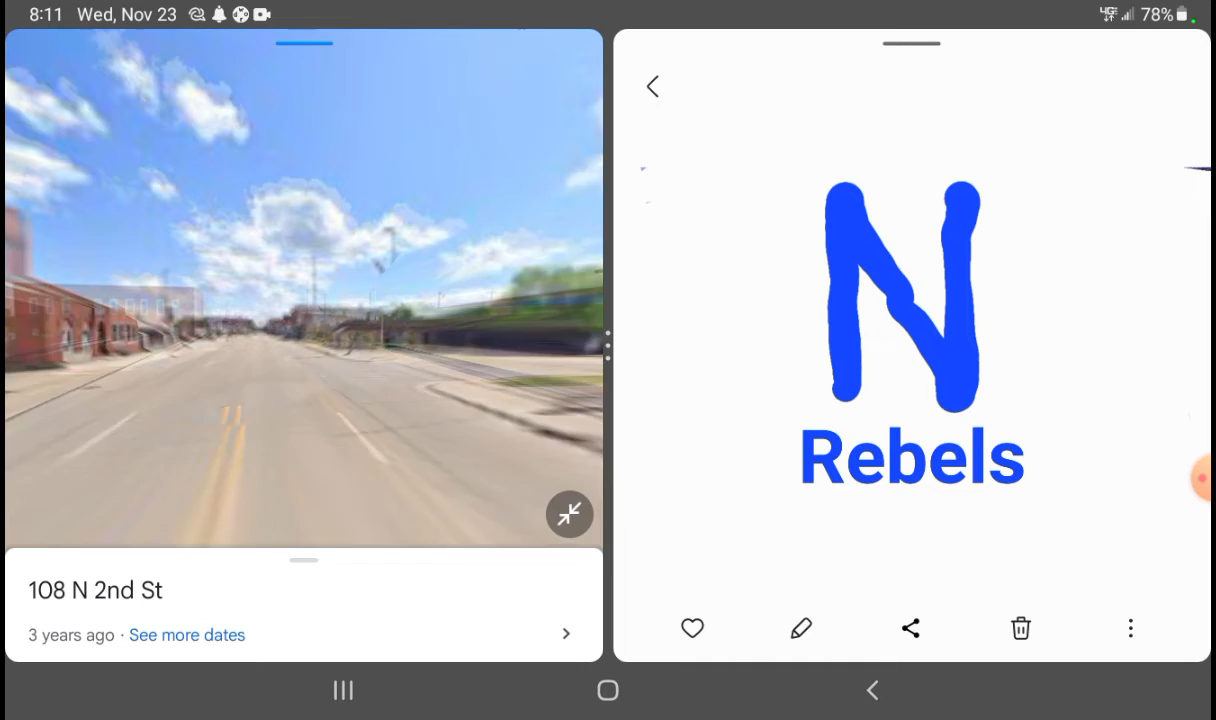 8:11 Wed, Nov 23
78%
108 N 2nd St
3 years ago · See more dates
N
Rebels